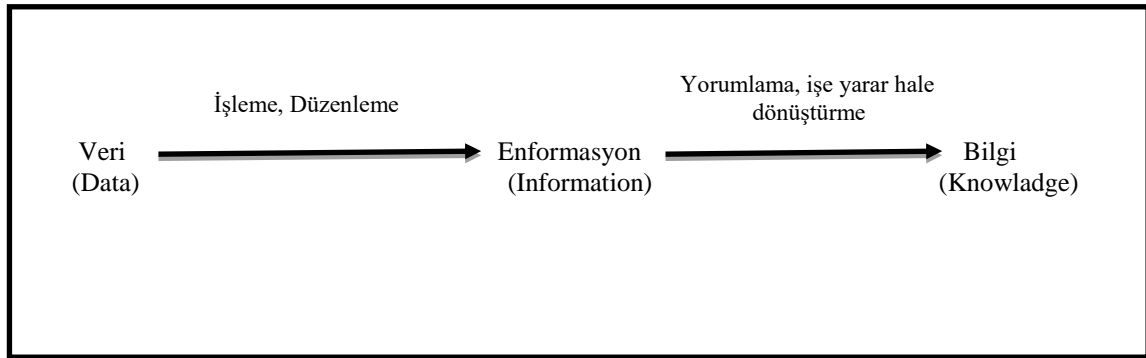 İşleme, Düzenleme
Yorumlama, işe yarar hale
dönüştürme
Veri
(Data)
Enformasyon
(Information)
Bilgi
(Knowladge)